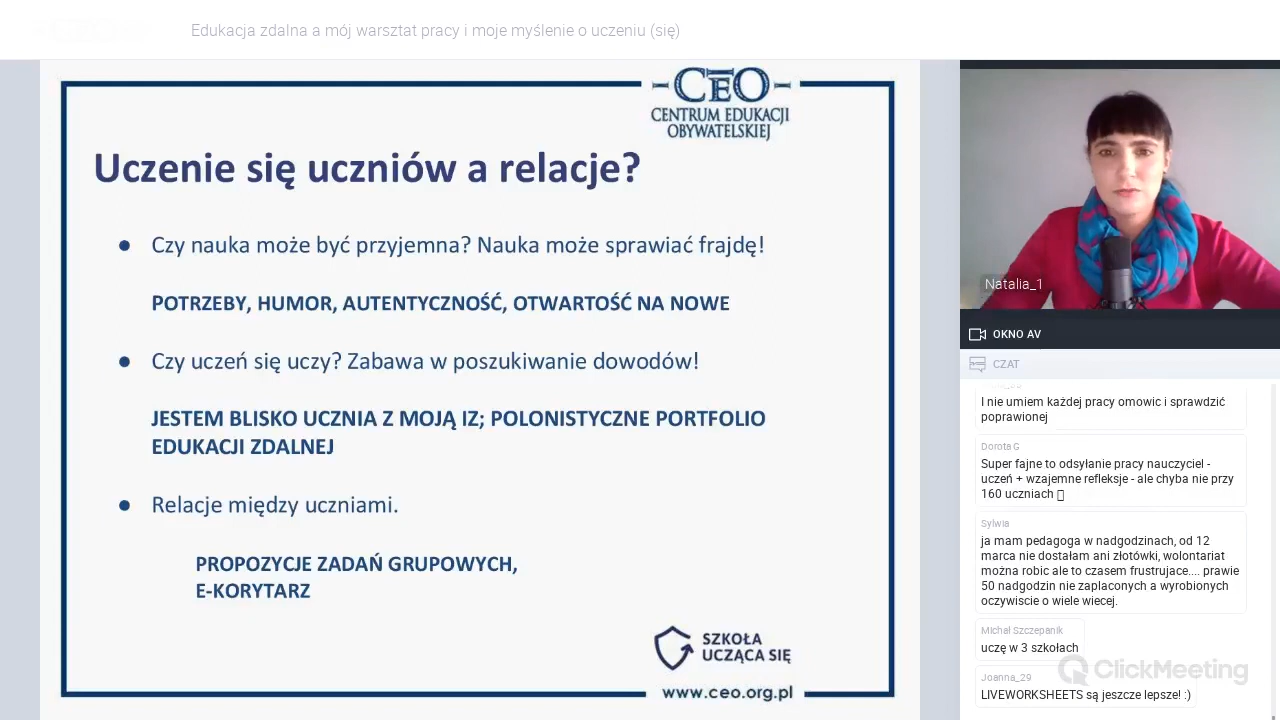 Edukacja zdalna a mój warsztat pracy i moje myślenie o uczeniu (się)
CEO
CENTRUM EDUKACJI
OBYWATELSKIEJ
Uczenie się uczniów a relacje?
● Czy nauka może być przyjemna? Nauka może sprawiać frajdę!
POTRZEBY, HUMOR, AUTENTYCZNOŚĆ, OTWARTOŚĆ NA NOWE
● Czy uczeń się uczy? Zabawa w poszukiwanie dowodów!
JESTEM BLISKO UCZNIA Z MOJĄ IZ; POLONISTYCZNE PORTFOLIO
EDUKACJI ZDALNEJ
● Relacje między uczniami.
PROPOZYCJE ZADAŃ GRUPOWYCH,
E-KORYTARZ
SZKOŁA
UCZĄCA SIĘ
www.ceo.org.pl
Natalia_1
OKNO AV
CZAT
I nie umiem każdej pracy omowic i sprawdzić
poprawionej
Dorota G
Super fajne to odsyłanie pracy nauczyciel -
uczeń + wzajemne refleksje - ale chyba nie przy
160 uczniach
Sylwia
ja mam pedagoga w nadgodzinach, od 12
marca nie dostałam ani złotówki, wolontariat
można robic ale to czasem frustrujace.... prawie
50 nadgodzin nie zaplaconych a wyrobionych
oczywiscie o wiele wiecej.
Michał Szczepanik
uczę w 3 szkołach
Joanna_29
LIVEWORKSHEETS są jeszcze lepsze! :)
ClickMeeting